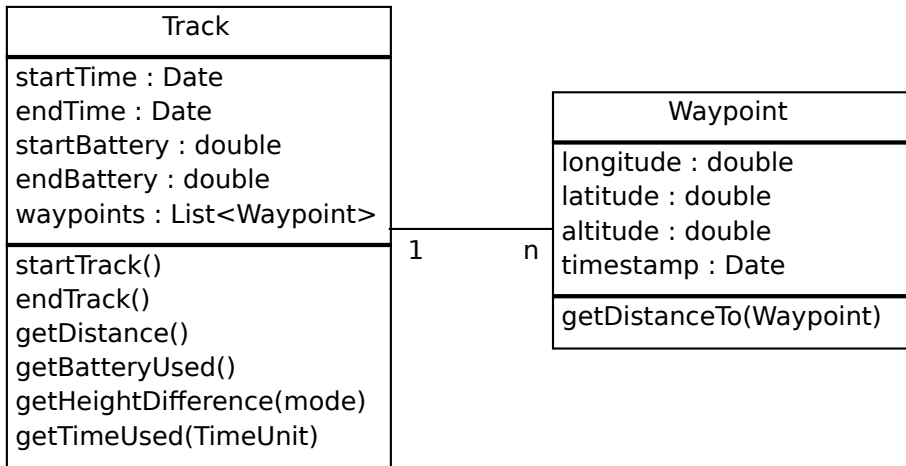 Track
startTime : Date
endTime : Date
startBattery : double
endBattery : double
waypoints : List<Waypoint>
startTrack()
endTrack()
getDistance()
getBatteryUsed()
getHeightDifference(mode)
getTimeUsed(TimeUnit)
1
n
Waypoint
longitude : double
latitude : double
altitude : double
timestamp : Date
getDistanceTo(Waypoint)